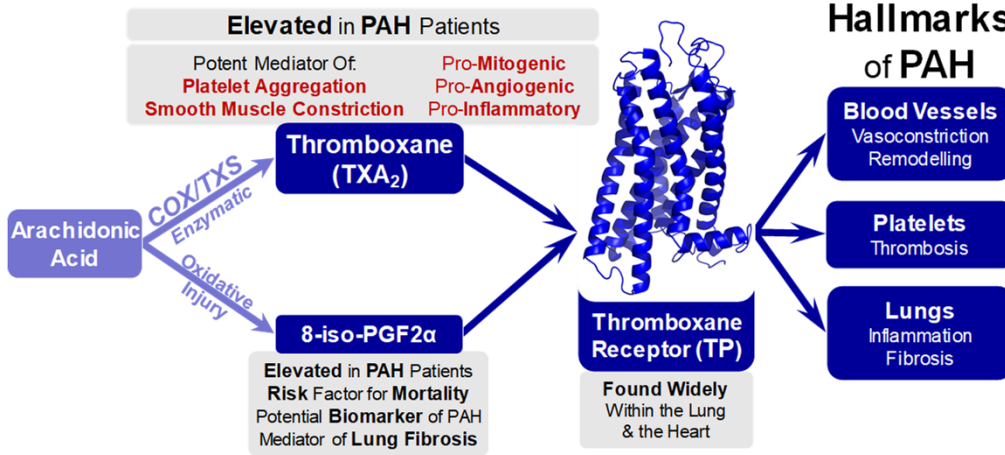 Elevated in PAH Patients
Potent Mediator Of:
Platelet Aggregation
Smooth Muscle Constriction
Pro-Mitogenic
Pro-Angiogenic
Pro-Inflammatory
Thromboxane
(TXA₂)
COX/TXS
Enzymatic
Arachidonic
Acid
Oxidative
Injury
8-iso-PGF2α
Elevated in PAH Patients
Risk Factor for Mortality
Potential Biomarker of PAH
Mediator of Lung Fibrosis
Thromboxane
Receptor (TP)
Found Widely
Within the Lung
& the Heart
Hallmarks
of PAH
Blood Vessels
Vasoconstriction
Remodelling
Platelets
Thrombosis
Lungs
Inflammation
Fibrosis